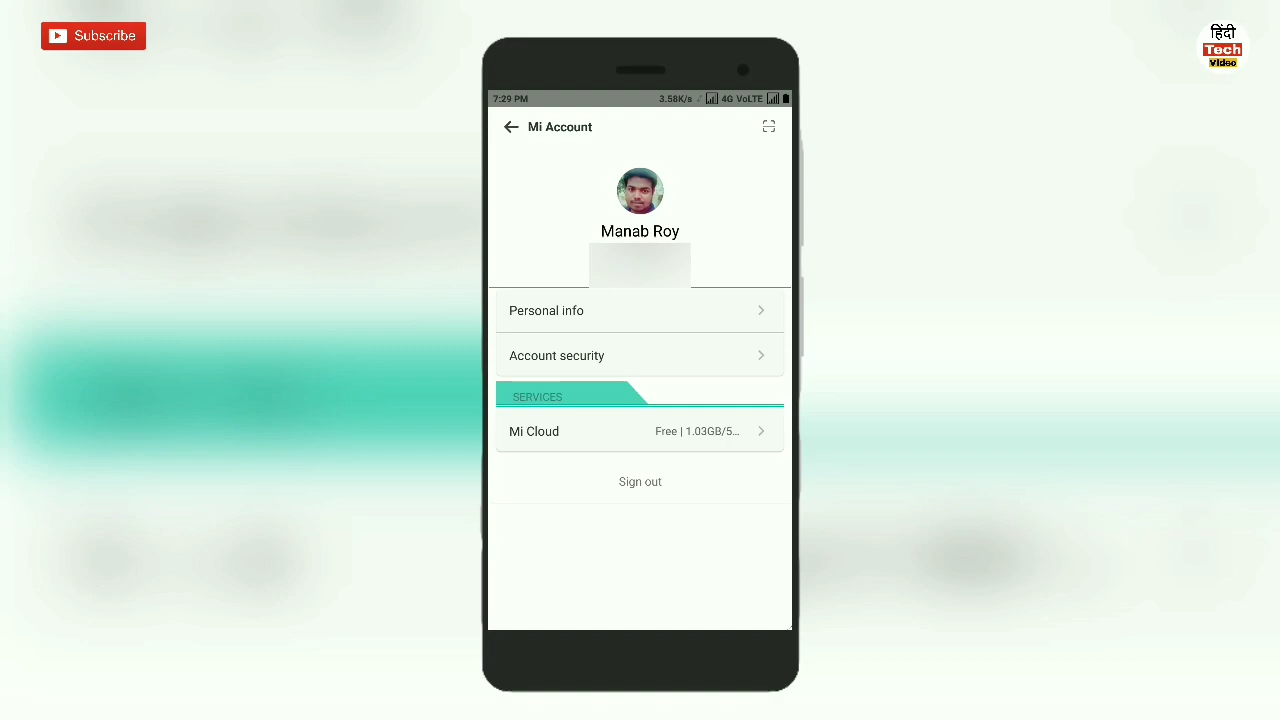 Subscribe
हिंदी
Tech
Video
7:29 PM 3.58K/s 4G VoLTE
Mi Account
Manab Roy
Personal info
Account security
SERVICES
Mi Cloud Free | 1.03GB/5...
Sign out